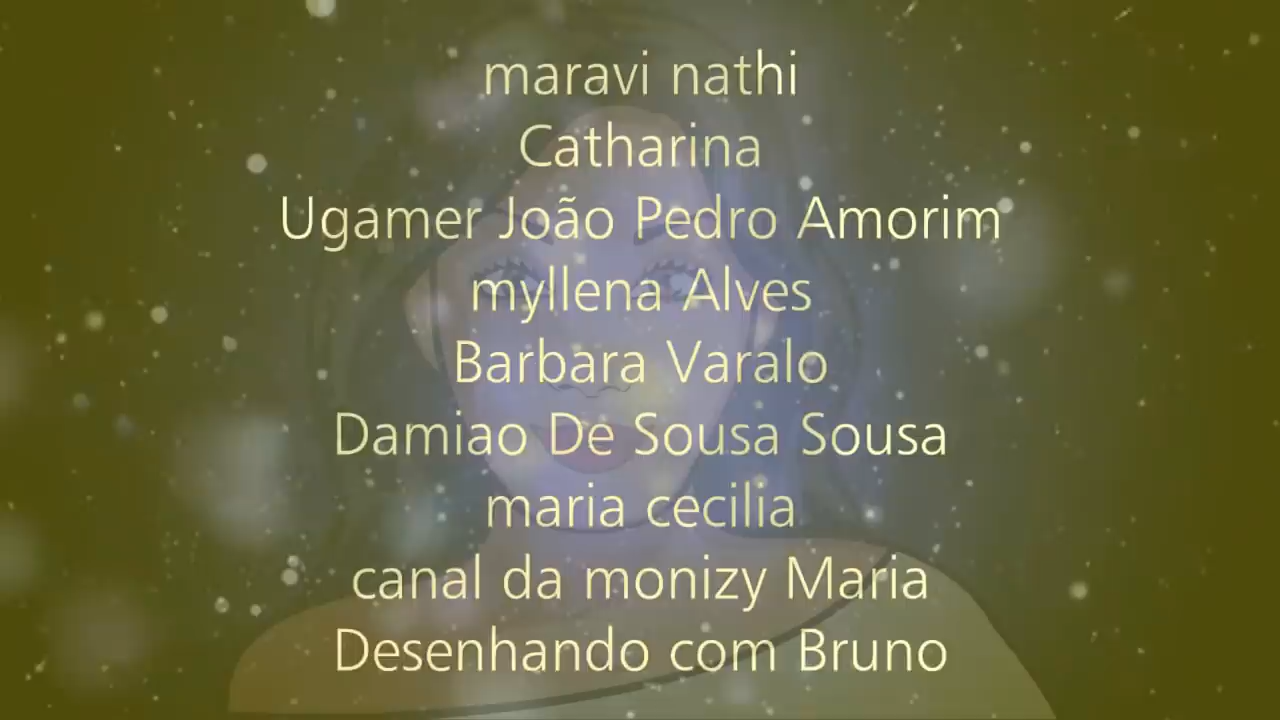 maravi nathi
Catharina
Ugamer João Pedro Amorim
myllena Alves
Barbara Varalo
Damiao De Sousa Sousa
maria cecilia
canal da monizy Maria
Desenhando com Bruno